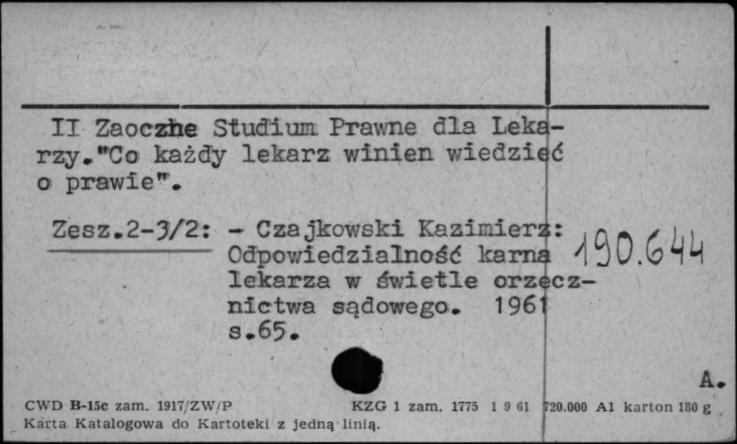 II Zaoczne Studium Prawne dla Leka-
rzy."Co każdy lekarz winien wiedzieć
o prawie".
Zesz.2-3/2: - Czajkowski Kazimierz:
Odpowiedzialność karna 190.644
lekarza w świetle orzecz-
nictwa sądowego. 1961
s.65.
A.
CWD B-15c zam. 1917/ZW/P KZG 1 zam. 1775 1 9 61 720.000 A1 karton 180 g
Karta Katalogowa do Kartoteki z jedną linią.